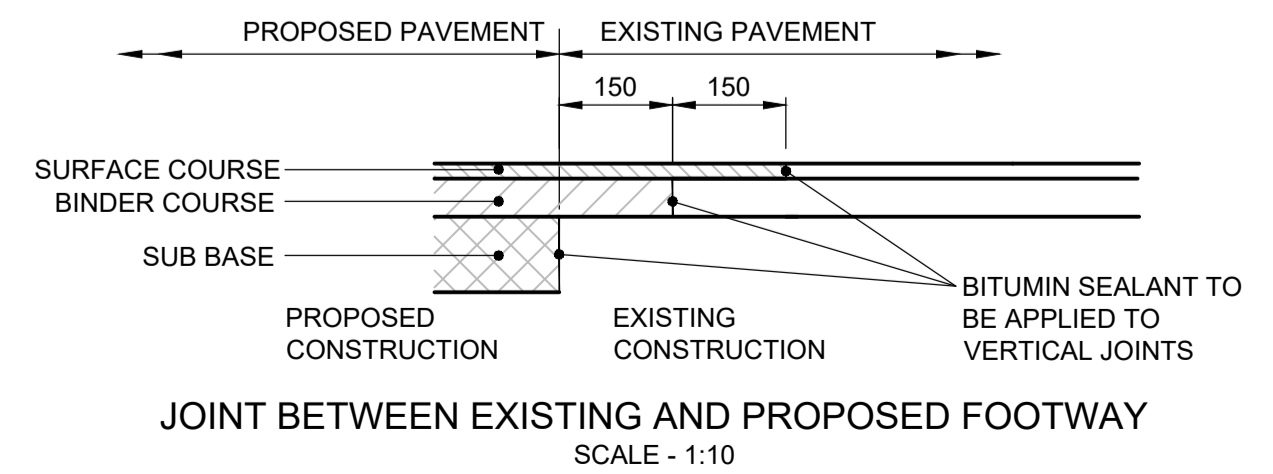 PROPOSED PAVEMENT
EXISTING PAVEMENT
150
150
SURFACE COURSE
BINDER COURSE
SUB BASE
PROPOSED
CONSTRUCTION
EXISTING
CONSTRUCTION
BITUMIN SEALANT TO
BE APPLIED TO
VERTICAL JOINTS
JOINT BETWEEN EXISTING AND PROPOSED FOOTWAY
SCALE - 1:10